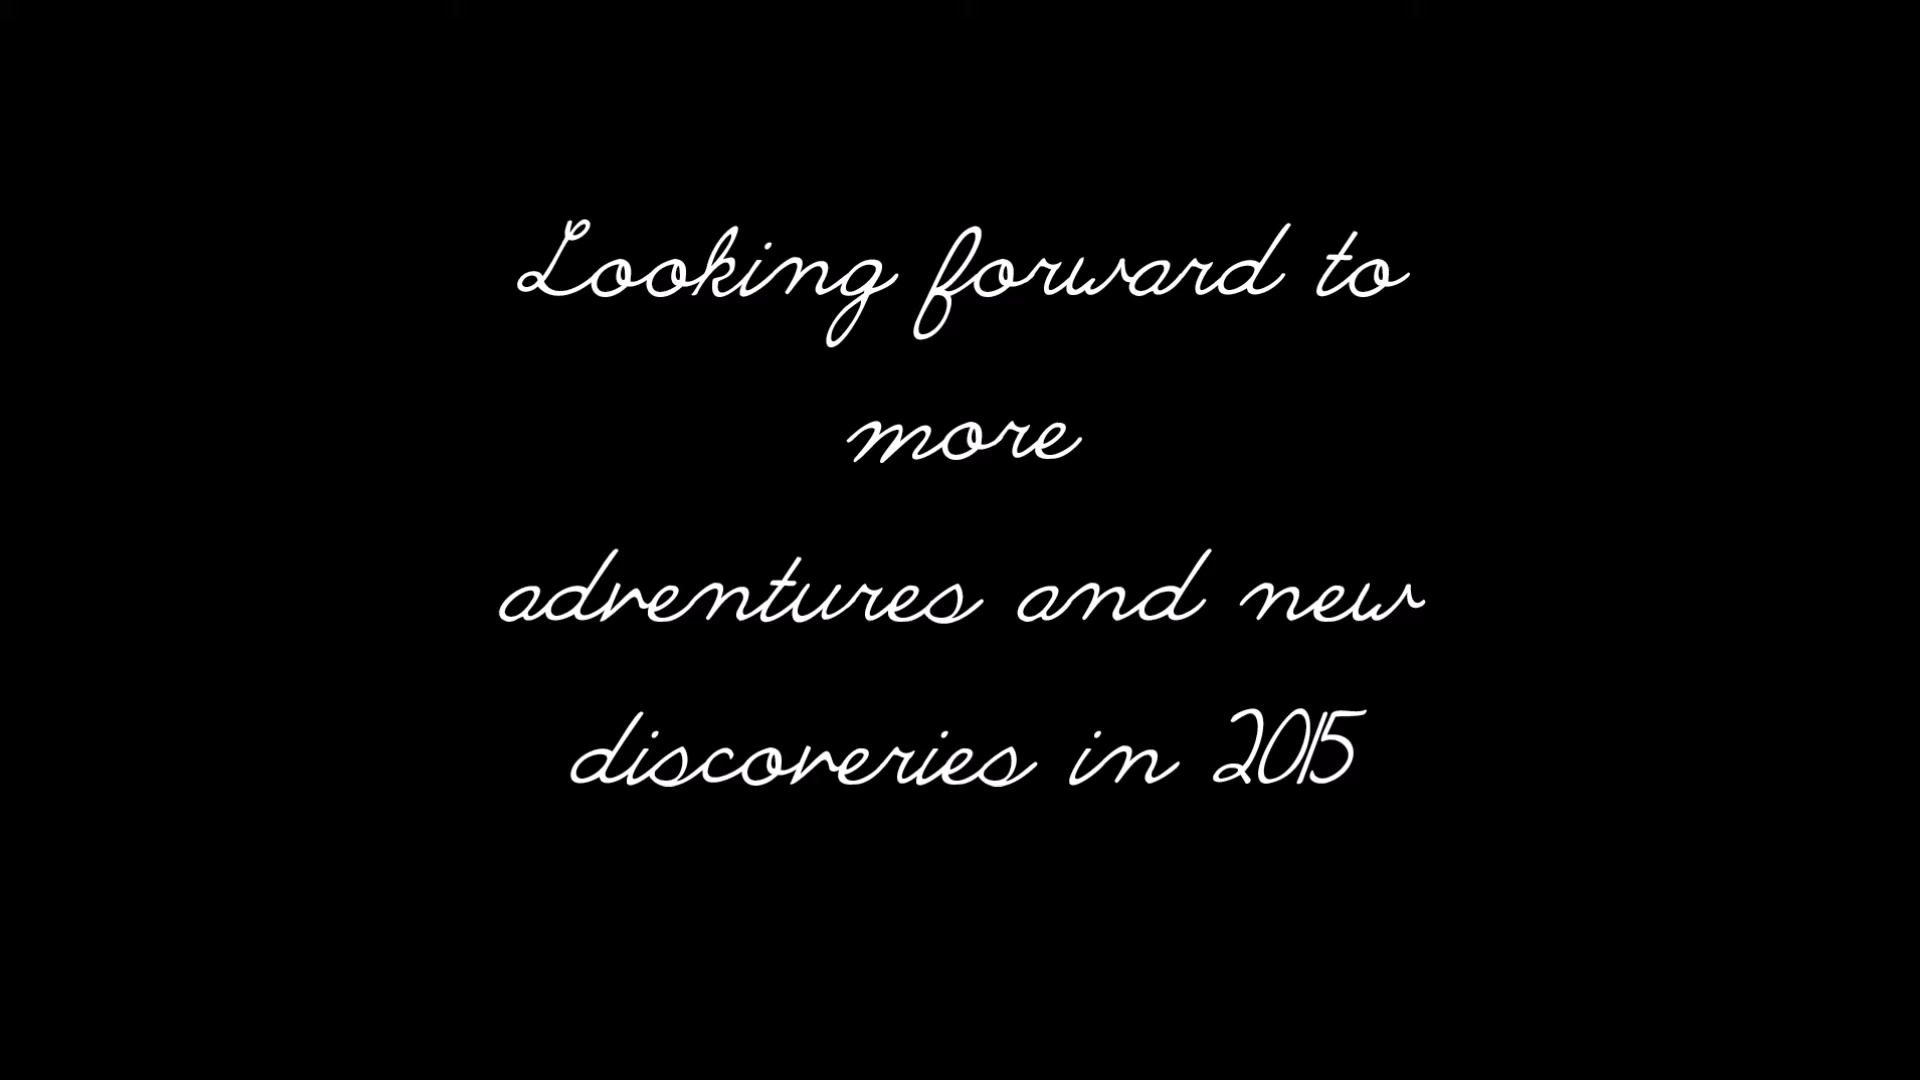 Looking forward to
more
adventures and new
discoveries in 2015